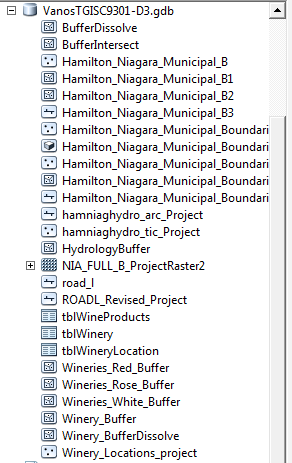 VanosTGISC9301-D3.gdb
BufferDissolve
BufferIntersect
Hamilton_Niagara_Municipal_B
Hamilton_Niagara_Municipal_B1
Hamilton_Niagara_Municipal_B2
Hamilton_Niagara_Municipal_B3
Hamilton_Niagara_Municipal_Boundari
Hamilton_Niagara_Municipal_Boundari
Hamilton_Niagara_Municipal_Boundari
Hamilton_Niagara_Municipal_Boundari
Hamilton_Niagara_Municipal_Boundari
hamniaghydro_arc_Project
hamniaghydro_tic_Project
HydrologyBuffer
NIA_FULL_B_ProjectRaster2
road_l
ROADL_Revised_Project
tblWineProducts
tblWinery
tblWineryLocation
Wineries_Red_Buffer
Wineries_Rose_Buffer
Wineries_White_Buffer
Winery_Buffer
Winery_BufferDissolve
Winery_Locations_project